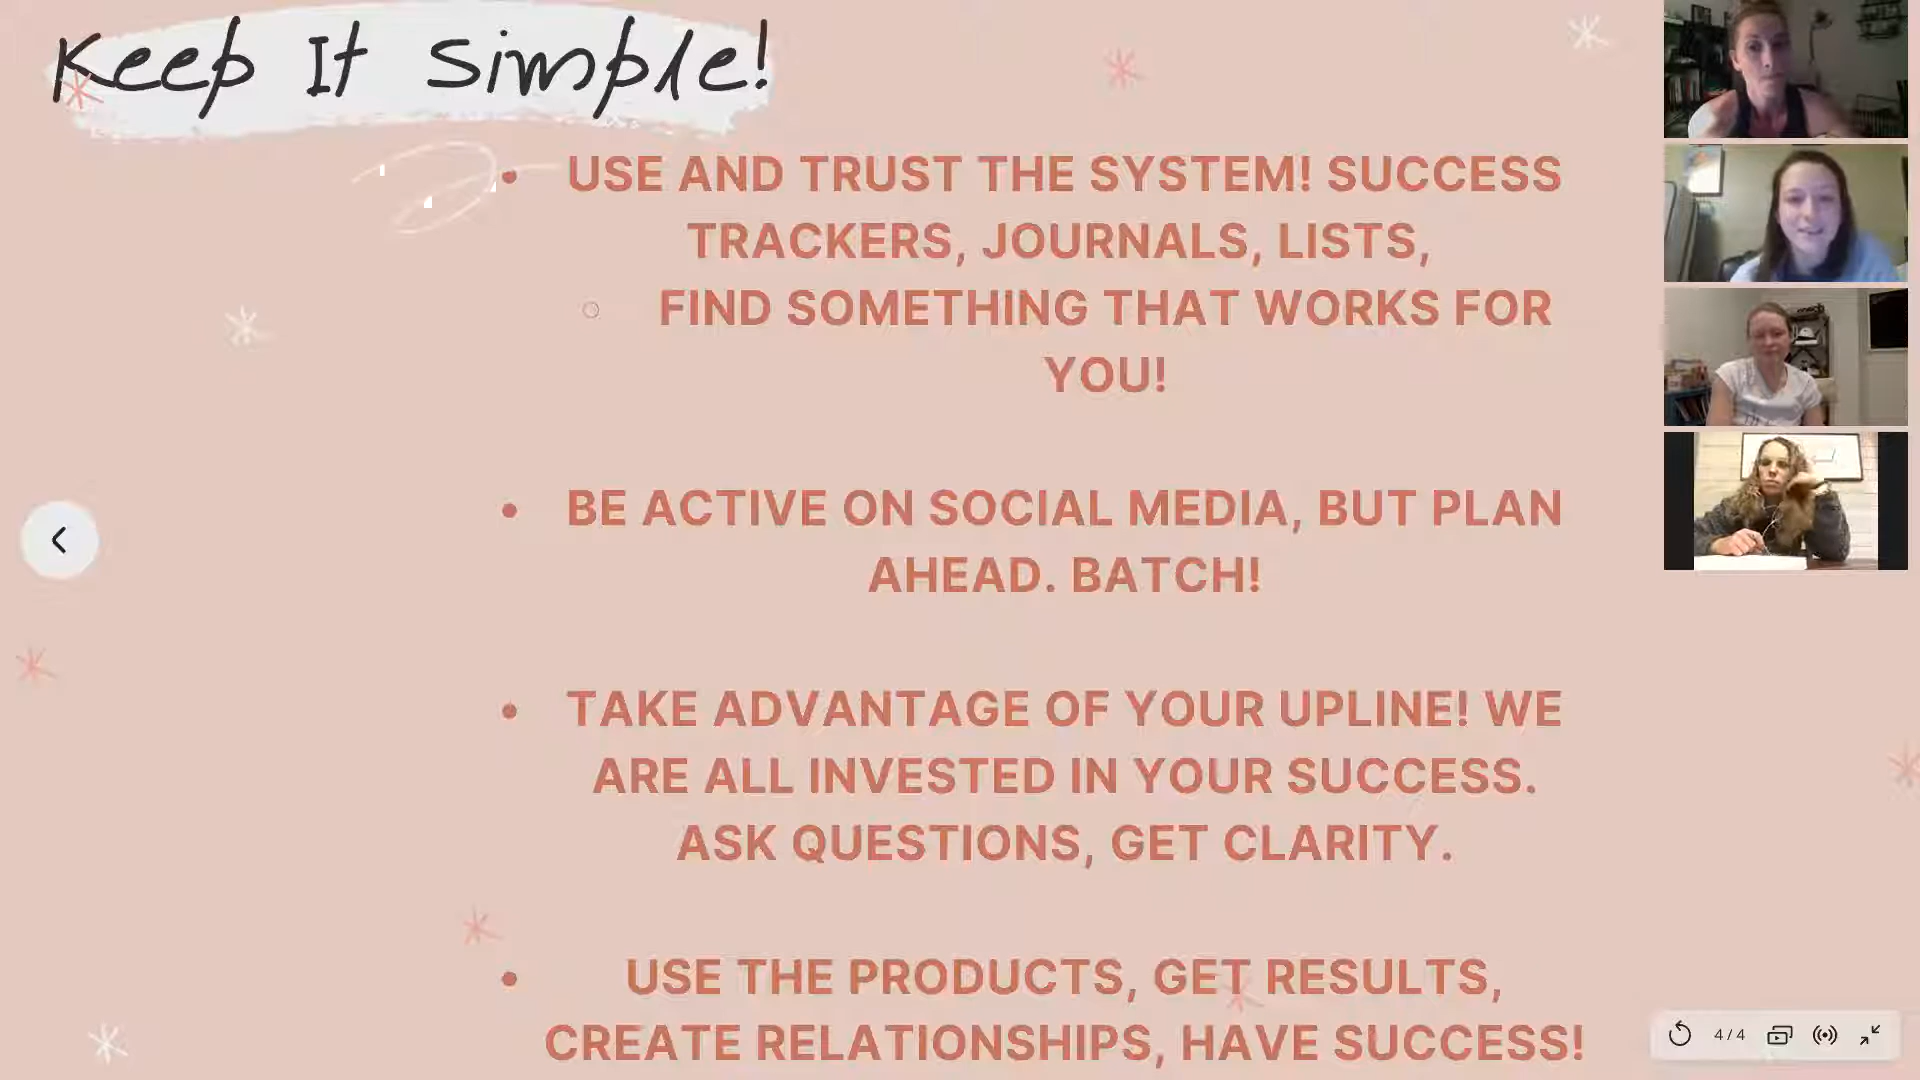 Keep It Simple!
USE AND TRUST THE SYSTEM! SUCCESS
TRACKERS, JOURNALS, LISTS,
FIND SOMETHING THAT WORKS FOR
YOU!
BE ACTIVE ON SOCIAL MEDIA, BUT PLAN
AHEAD. BATCH!
TAKE ADVANTAGE OF YOUR UPLINE! WE
ARE ALL INVESTED IN YOUR SUCCESS.
ASK QUESTIONS, GET CLARITY.
USE THE PRODUCTS, GET RESULTS,
CREATE RELATIONSHIPS, HAVE SUCCESS!
4/4